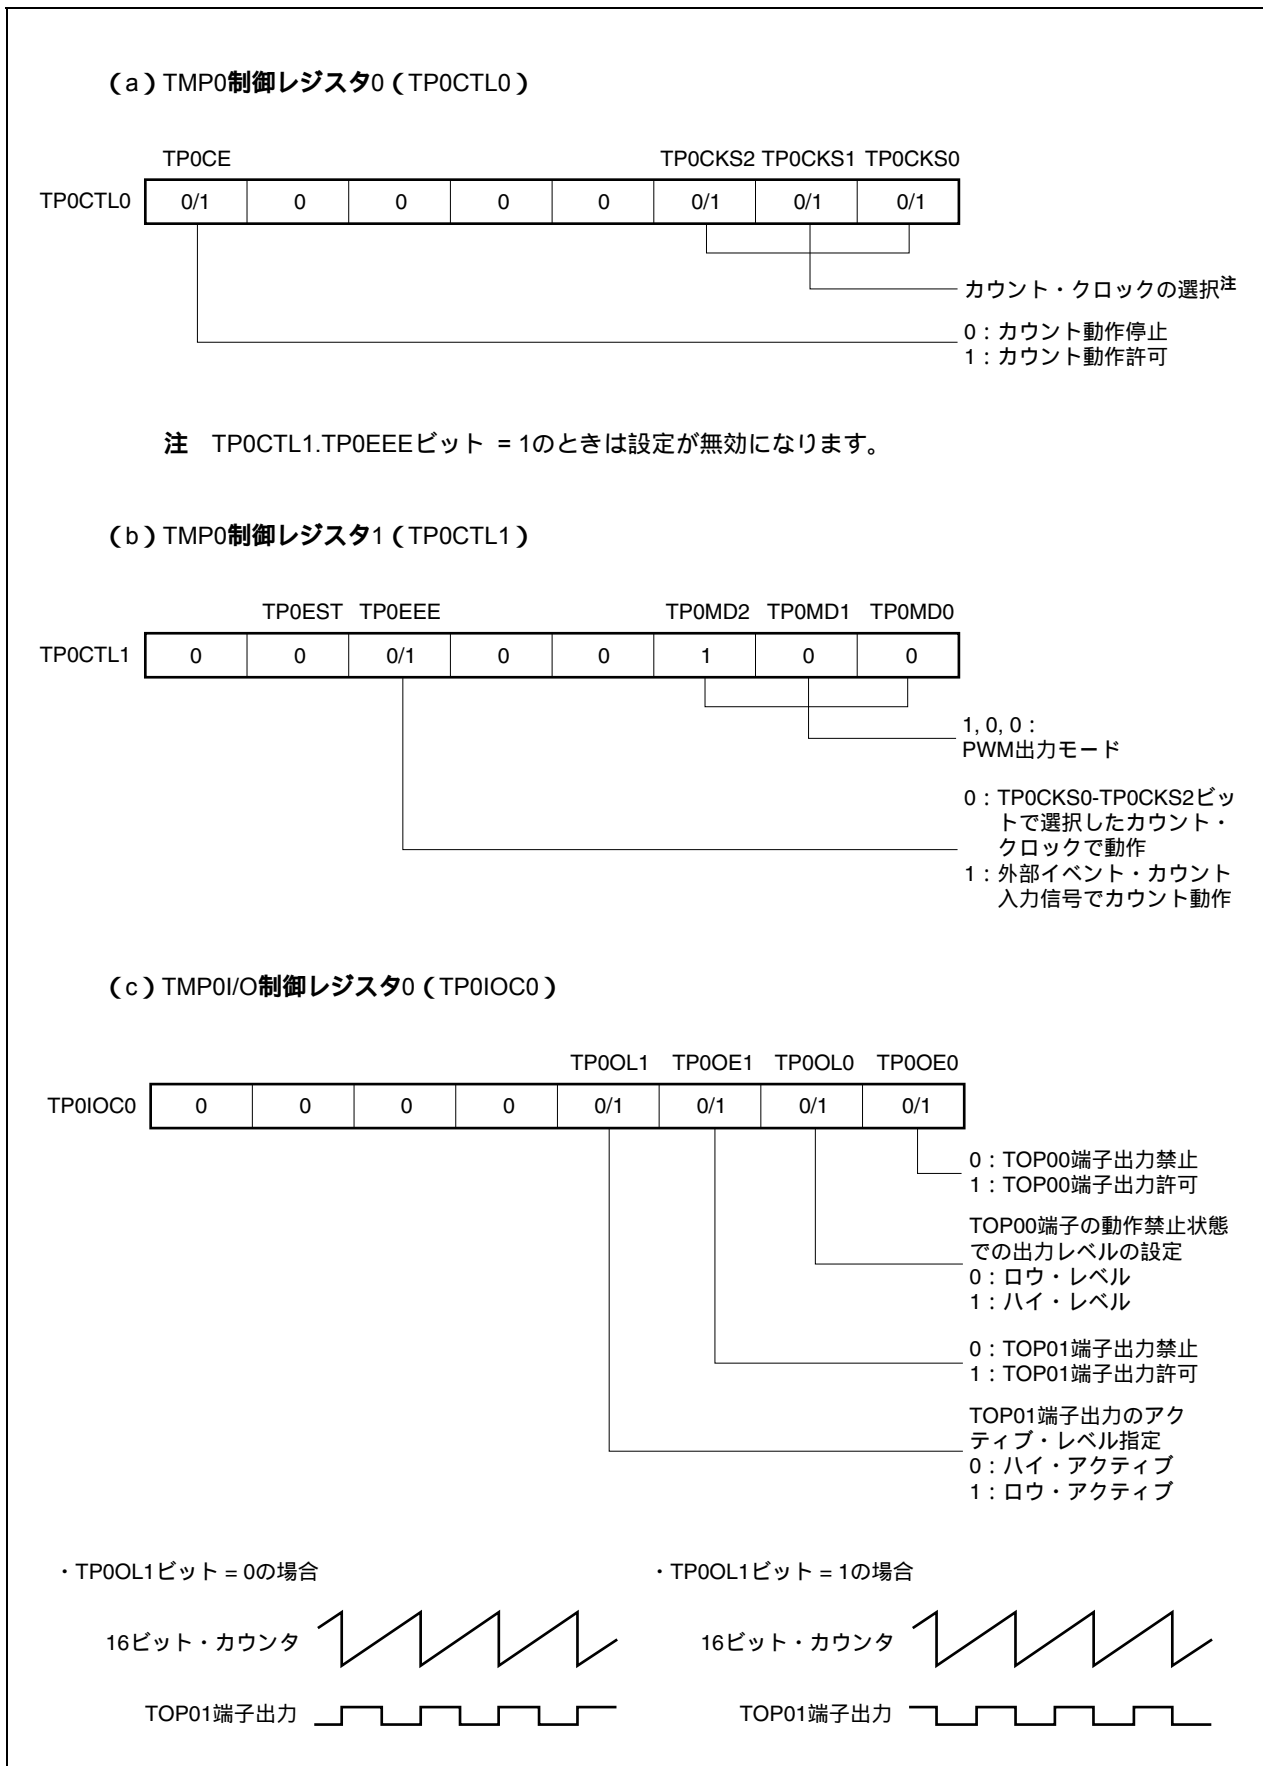 （a）TMP0制御レジスタ0（TP0CTL0）
TP0CE TP0CKS2 TP0CKS1 TP0CKS0
TP0CTL0 0/1 0 0 0 0 0/1 0/1 0/1
カウント・クロックの選択注
0：カウント動作停止
1：カウント動作許可
注 TP0CTL1.TP0EEEビット = 1のときは設定が無効になります。
（b）TMP0制御レジスタ1（TP0CTL1）
TP0EST TP0EEE TP0MD2 TP0MD1 TP0MD0
TP0CTL1 0 0 0/1 0 0 1 0 0
1, 0, 0：
PWM出力モード
0：TP0CKS0-TP0CKS2ビッ
トで選択したカウント・
クロックで動作
1：外部イベント・カウント
入力信号でカウント動作
（c）TMP0I/O制御レジスタ0（TP0IOC0）
TP0OL1 TP0OE1 TP0OL0 TP0OE0
TP0IOC0 0 0 0 0 0/1 0/1 0/1 0/1
0：TOP00端子出力禁止
1：TOP00端子出力許可
TOP00端子の動作禁止状態
での出力レベルの設定
0：ロウ・レベル
1：ハイ・レベル
0：TOP01端子出力禁止
1：TOP01端子出力許可
TOP01端子出力のアク
ティブ・レベル指定
0：ハイ・アクティブ
1：ロウ・アクティブ
・TP0OL1ビット = 0の場合
16ビット・カウンタ
TOP01端子出力
・TP0OL1ビット = 1の場合
16ビット・カウンタ
TOP01端子出力